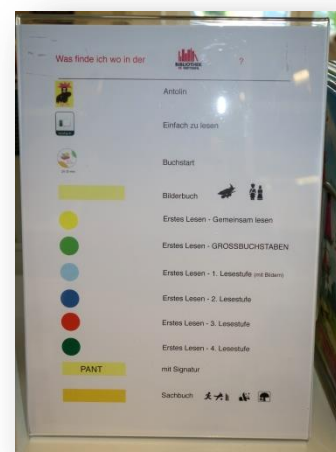 Was finde ich wo in der BIBLIOTHEK ?
Antolin
Einfach zu lesen
Buchstart
Bilderbuch
Erstes Lesen - Gemeinsam lesen
Erstes Lesen - GROSSBUCHSTABEN
Erstes Lesen - 1. Lesestufe (mit Bildern)
Erstes Lesen - 2. Lesestufe
Erstes Lesen - 3. Lesestufe
Erstes Lesen - 4. Lesestufe
PANT mit Signatur
Sachbuch